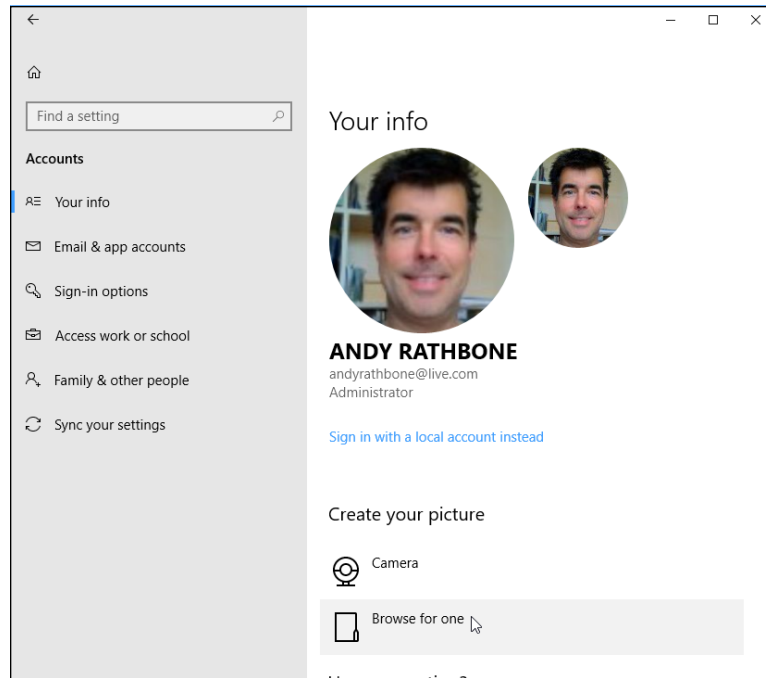 Find a setting
Accounts
Your info
Email & app accounts
Sign-in options
Access work or school
Family & other people
Sync your settings
Your info
ANDY RATHBONE
andyrathbone@live.com
Administrator
Sign in with a local account instead
Create your picture
Camera
Browse for one